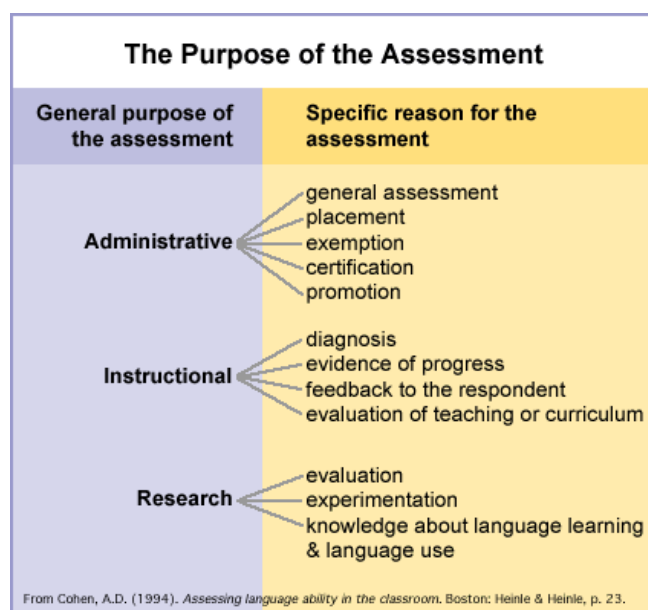 The Purpose of the Assessment
General purpose of
the assessment
Specific reason for the
assessment
Administrative
general assessment
placement
exemption
certification
promotion
Instructional
diagnosis
evidence of progress
feedback to the respondent
evaluation of teaching or curriculum
Research
evaluation
experimentation
knowledge about language learning
& language use
From Cohen, A.D. (1994). Assessing language ability in the classroom. Boston: Heinle & Heinle, p. 23.